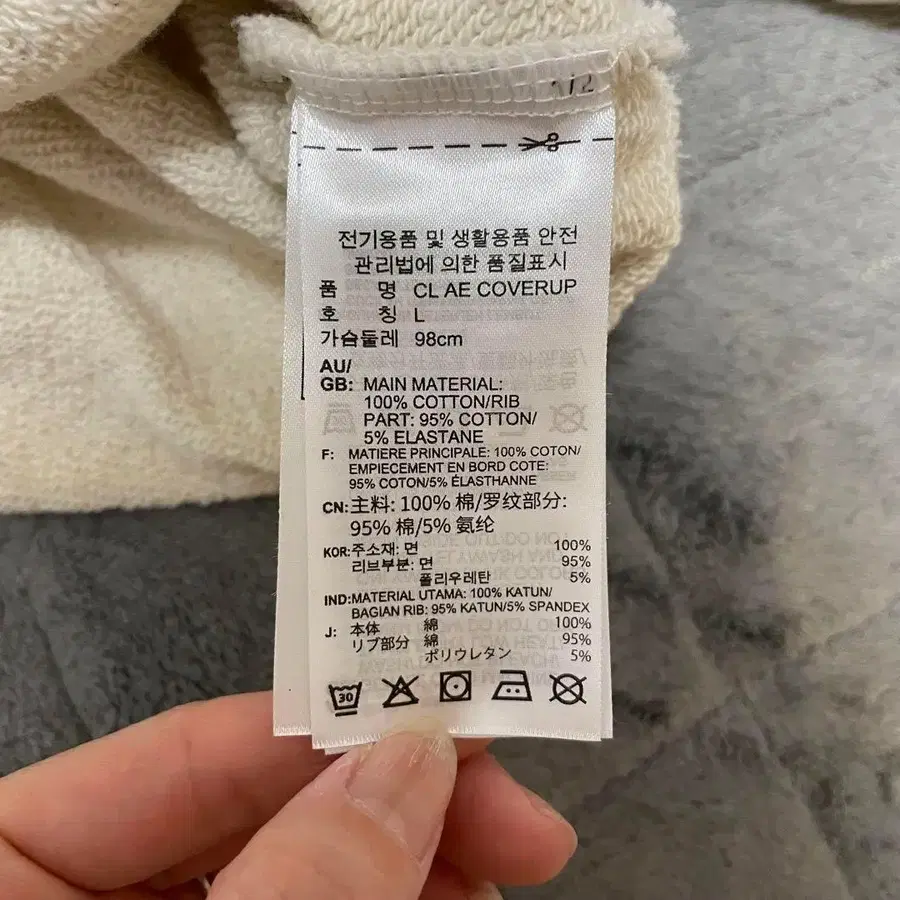 전기용품 및 생활용품 안전
관리법에 의한 품질표시
품 명 CL AE COVERUP
호 칭 L
가슴둘레 98cm
AU/
GB: MAIN MATERIAL:
100% COTTON/RIB
PART: 95% COTTON/
5% ELASTANE
F: MATIERE PRINCIPALE: 100% COTON/
EMPIECEMENT EN BORD COTE:
95% COTON/5% ÉLASTHANNE
CN: 主料: 100% 棉/罗纹部分:
95% 棉/5% 氨纶
KOR: 주소재: 면 100%
리브부분: 면 95%
폴리우레탄 5%
IND: MATERIAL UTAMA: 100% KATUN/
BAGIAN RIB: 95% KATUN/5% SPANDEX
J: 本体 綿 100%
リブ部分 綿 95%
ポリウレタン 5%
30